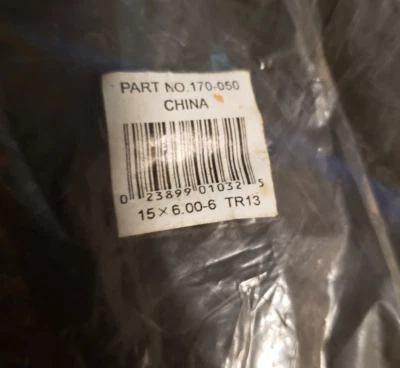 PART NO.170-050
CHINA
0 23899 01032 5
15×6.00-6 TR13